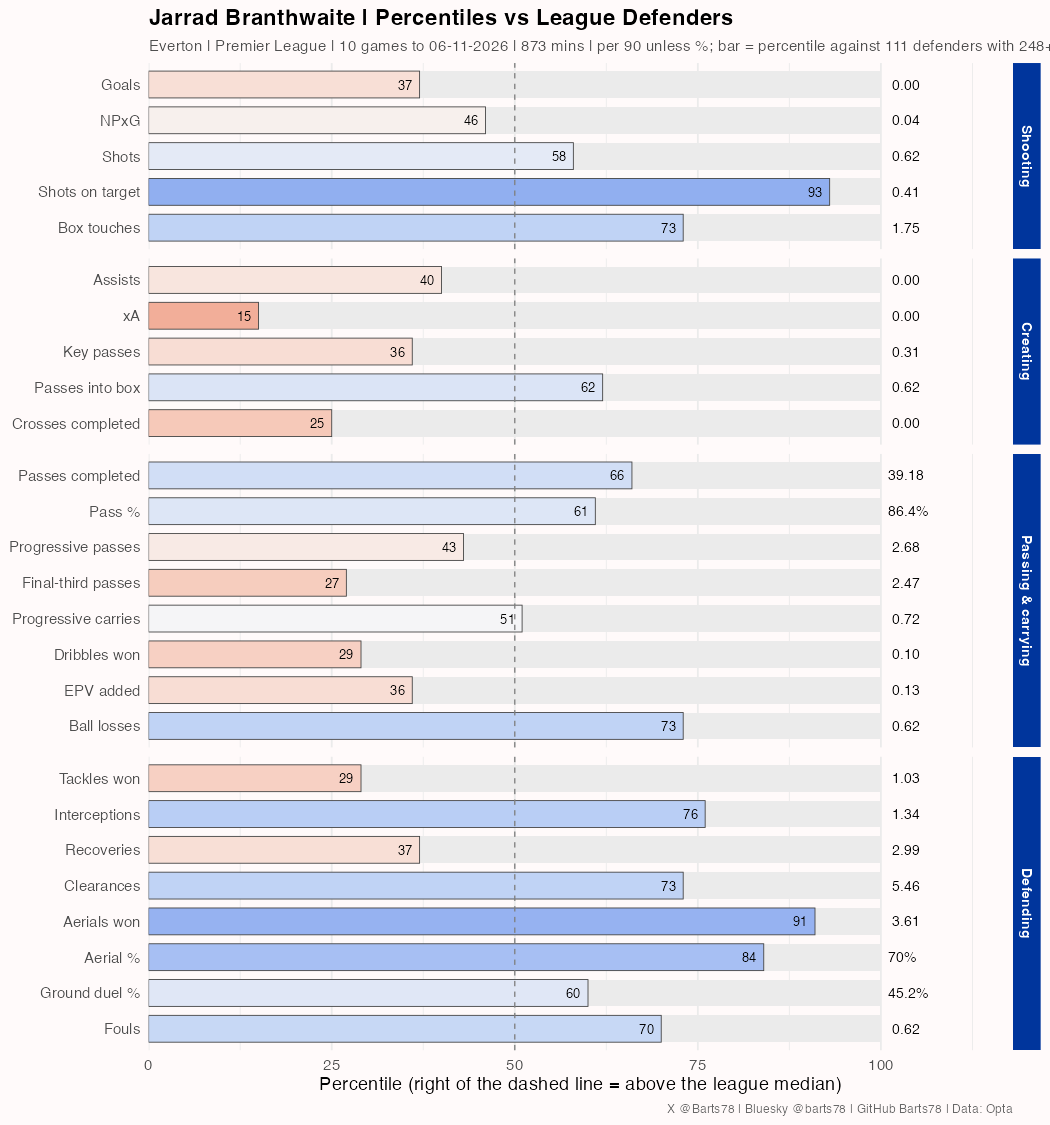 Jarrad Branthwaite | Percentiles vs League Defenders
Everton | Premier League | 10 games to 06-11-2026 | 873 mins | per 90 unless %; bar = percentile against 111 defenders with 248+
Goals 37 0.00
NPxG 46 0.04
Shots 58 0.62
Shots on target 93 0.41
Box touches 73 1.75
Shooting
Assists 40 0.00
xA 15 0.00
Key passes 36 0.31
Passes into box 62 0.62
Crosses completed 25 0.00
Creating
Passes completed 66 39.18
Pass % 61 86.4%
Progressive passes 43 2.68
Final-third passes 27 2.47
Progressive carries 51 0.72
Dribbles won 29 0.10
EPV added 36 0.13
Ball losses 73 0.62
Passing & carrying
Tackles won 29 1.03
Interceptions 76 1.34
Recoveries 37 2.99
Clearances 73 5.46
Aerials won 91 3.61
Aerial % 84 70%
Ground duel % 60 45.2%
Fouls 70 0.62
Defending
0 25 50 75 100
Percentile (right of the dashed line = above the league median)
X @Barts78 | Bluesky @barts78 | GitHub Barts78 | Data: Opta